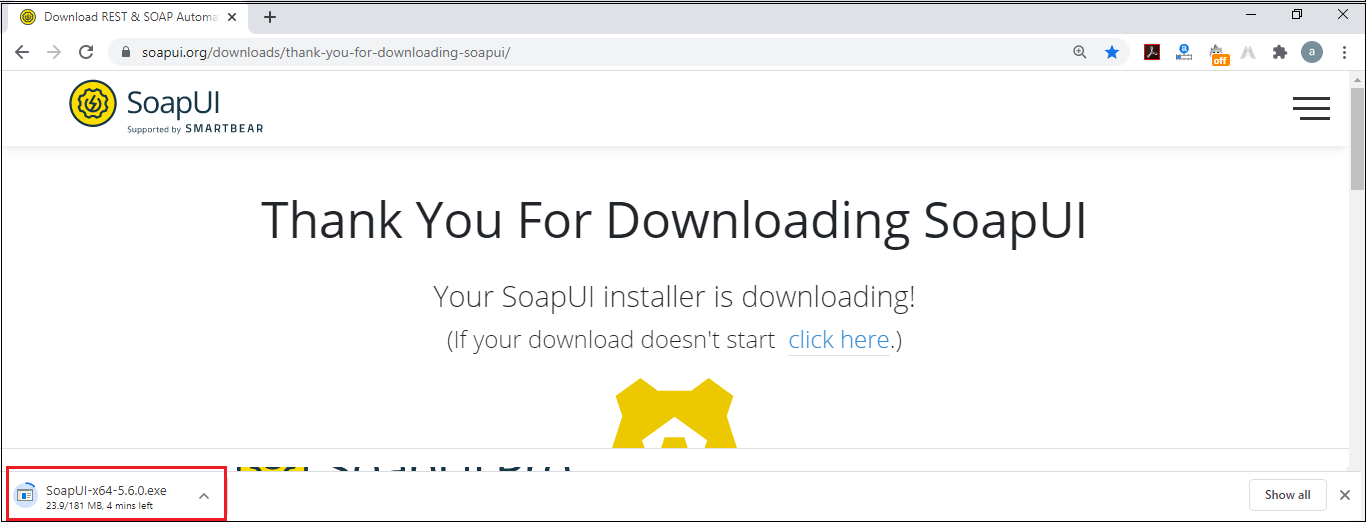 Download REST & SOAP Automa
soapui.org/downloads/thank-you-for-downloading-soapui/
a
off
a
SoapUI
Supported by SMARTBEAR
Thank You For Downloading SoapUI
Your SoapUI installer is downloading!
(If your download doesn't start click here.)
SoapUI-x64-5.6.0.exe
23.9/181 MB, 4 mins left
Show all